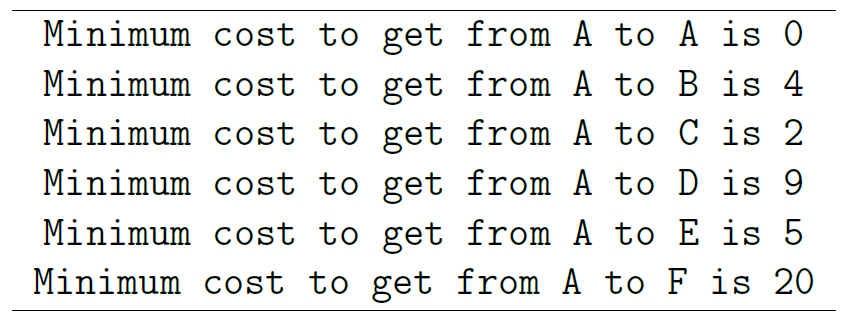 Minimum cost to get from A to A is 0
Minimum cost to get from A to B is 4
Minimum cost to get from A to C is 2
Minimum cost to get from A to D is 9
Minimum cost to get from A to E is 5
Minimum cost to get from A to F is 20